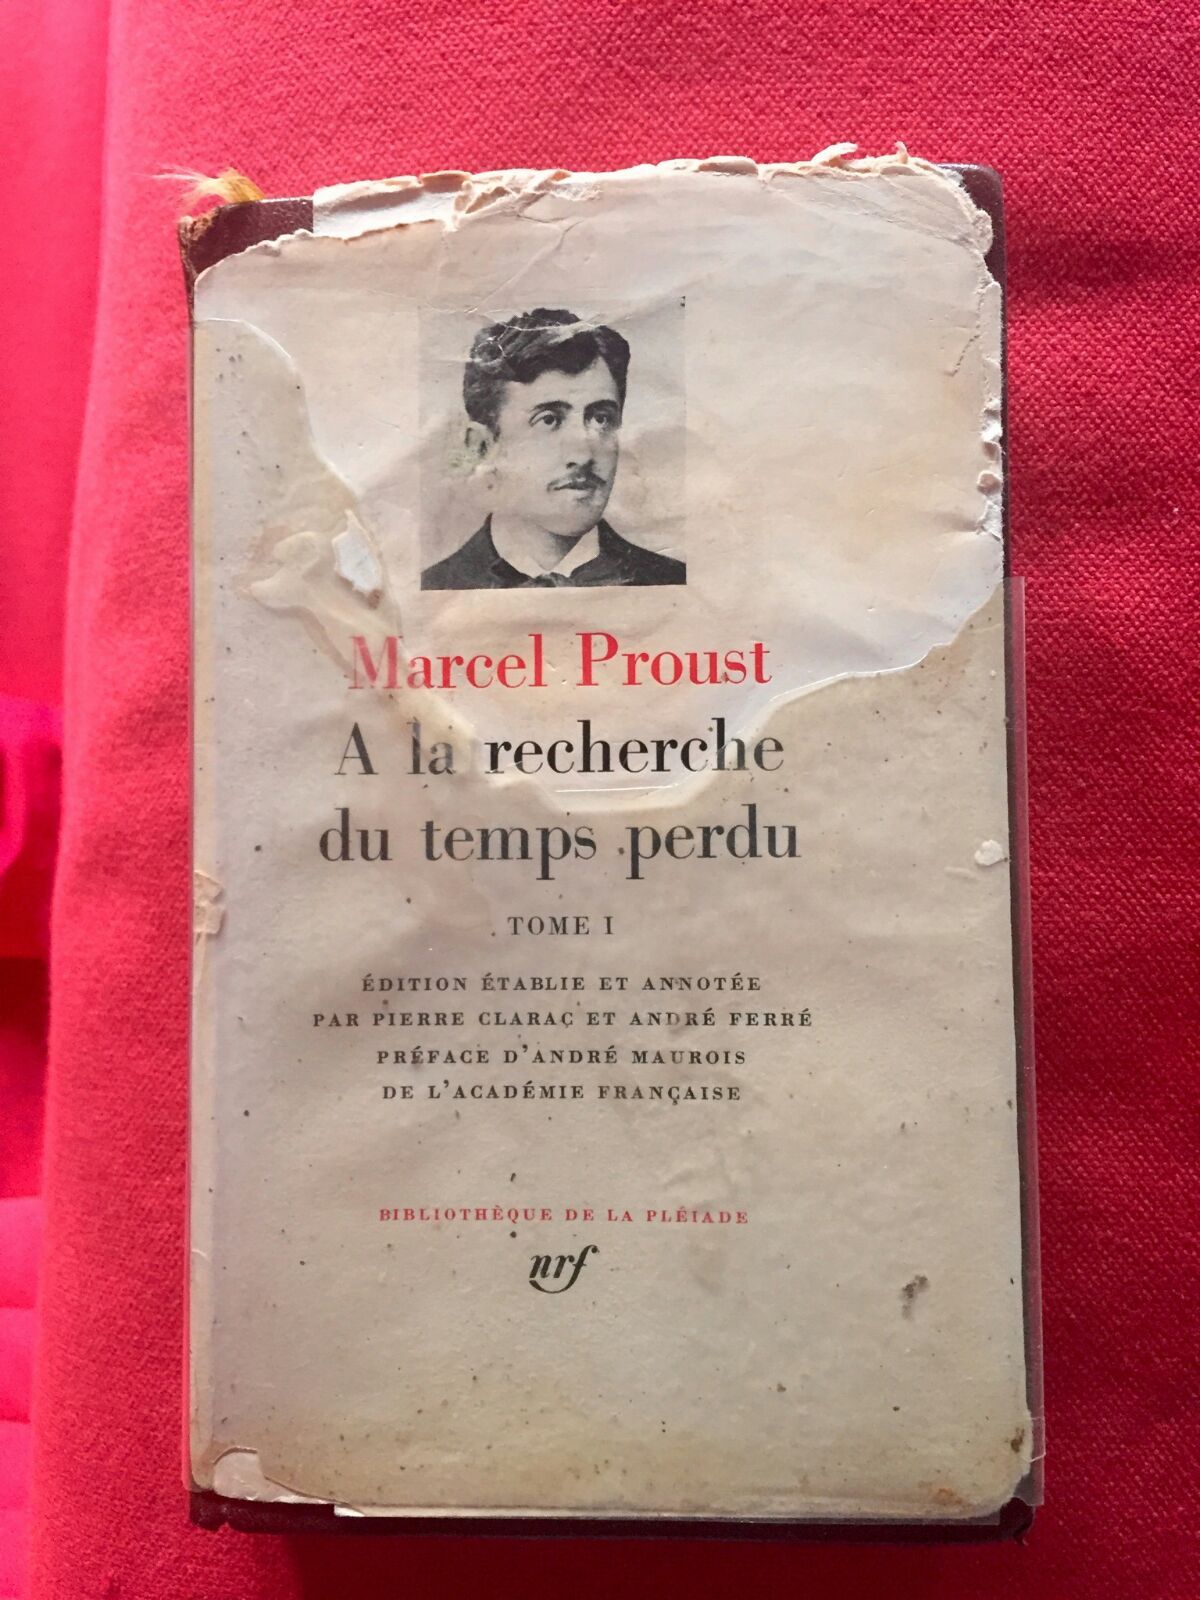 Marcel Proust
A la recherche
du temps perdu
TOME I
ÉDITION ÉTABLIE ET ANNOTÉE
PAR PIERRE CLARAC ET ANDRÉ FERRÉ
PRÉFACE D'ANDRÉ MAUROIS
DE L'ACADÉMIE FRANÇAISE
BIBLIOTHÈQUE DE LA PLÉIADE
nrf